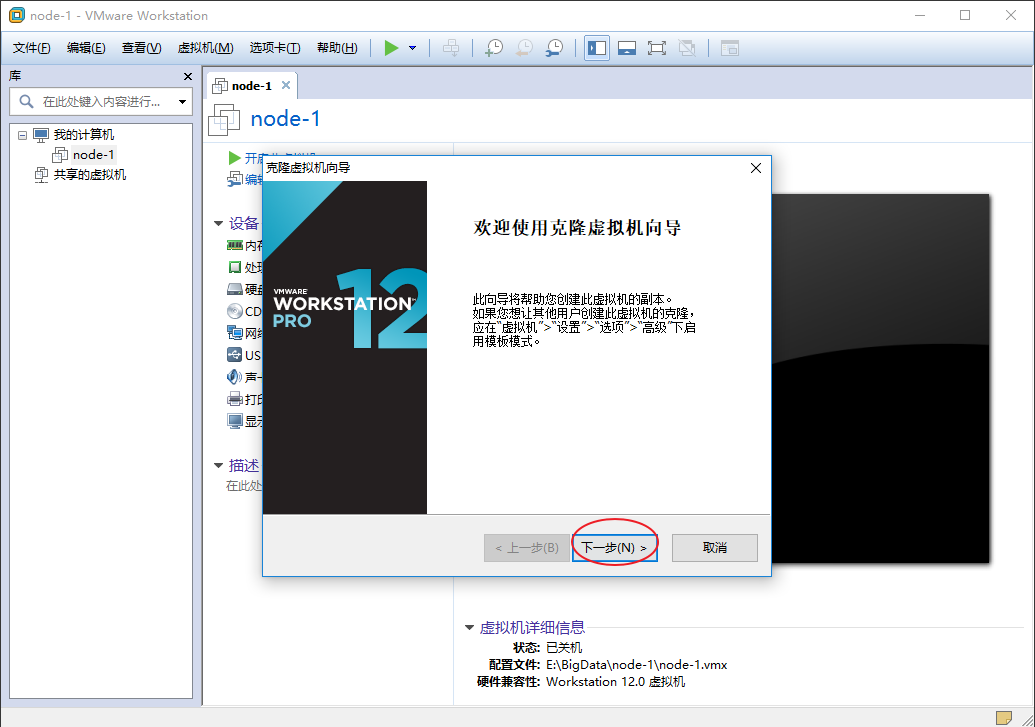 node-1 - VMware Workstation
文件(F) 编辑(E) 查看(V) 虚拟机(M) 选项卡(T) 帮助(H)
库
在此处键入内容进行...
我的计算机
node-1
共享的虚拟机
node-1
node-1
设备
内存
硬盘
CD
网络
US
声
打印
显示
描述
在此处
克隆虚拟机向导
VMWARE
WORKSTATION™
PRO
12
欢迎使用克隆虚拟机向导
此向导将帮助您创建此虚拟机的副本。
如果您想让其他用户创建此虚拟机的克隆，
应在“虚拟机”>“设置”>“选项”>“高级”下启
用模板模式。
< 上一步(B) 下一步(N) > 取消
虚拟机详细信息
状态: 已关机
配置文件: E:\BigData\node-1\node-1.vmx
硬件兼容性: Workstation 12.0 虚拟机